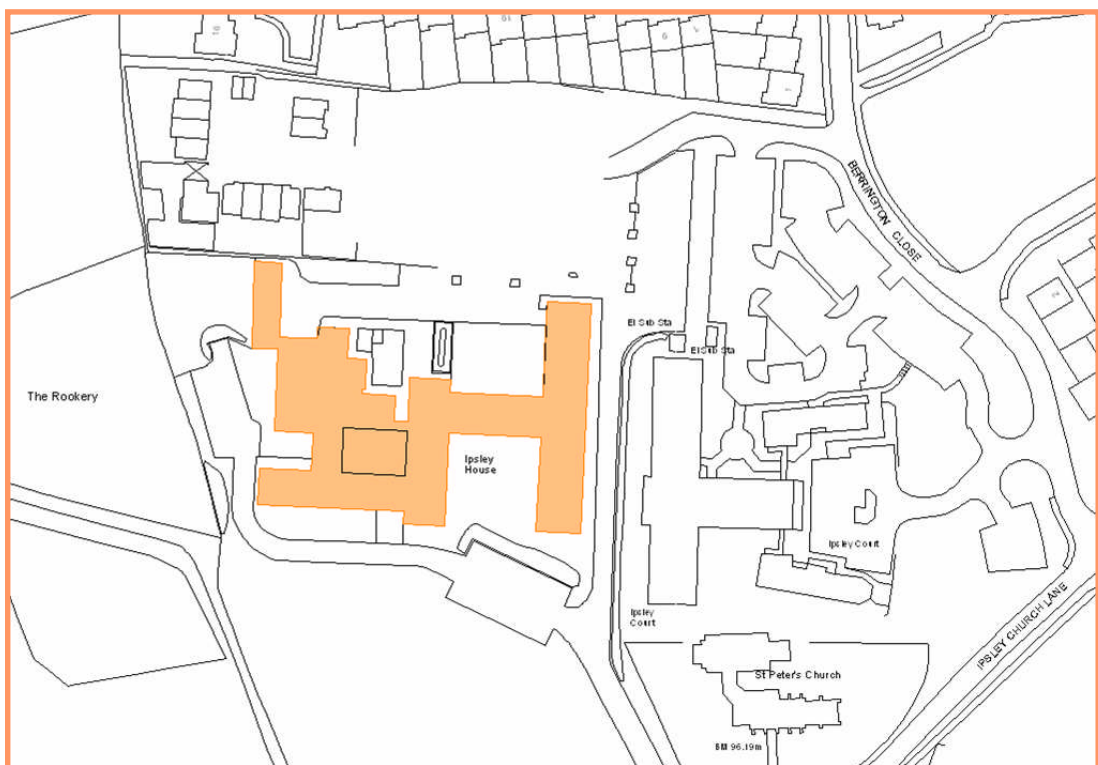 BERRINGTON CLOSE
El Sub Sta
El Sub Sta
The Rookery
Ipsley
House
Ipsley Court
Ipsley
Court
IPSLEY CHURCH LANE
St Peter's Church
BM 96.19m